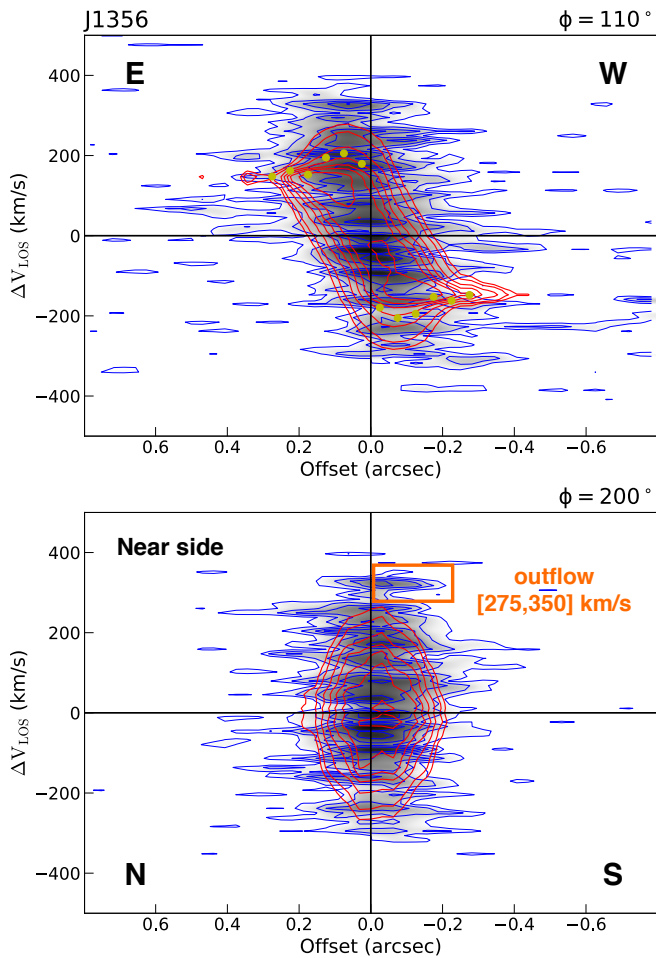 J1356 ϕ = 110°
E W
400
200
0
−200
−400
ΔV_LOS (km/s)
0.6 0.4 0.2 0.0 −0.2 −0.4 −0.6
Offset (arcsec)
ϕ = 200°
Near side
outflow
[275,350] km/s
400
200
0
−200
−400
ΔV_LOS (km/s)
N S
0.6 0.4 0.2 0.0 −0.2 −0.4 −0.6
Offset (arcsec)